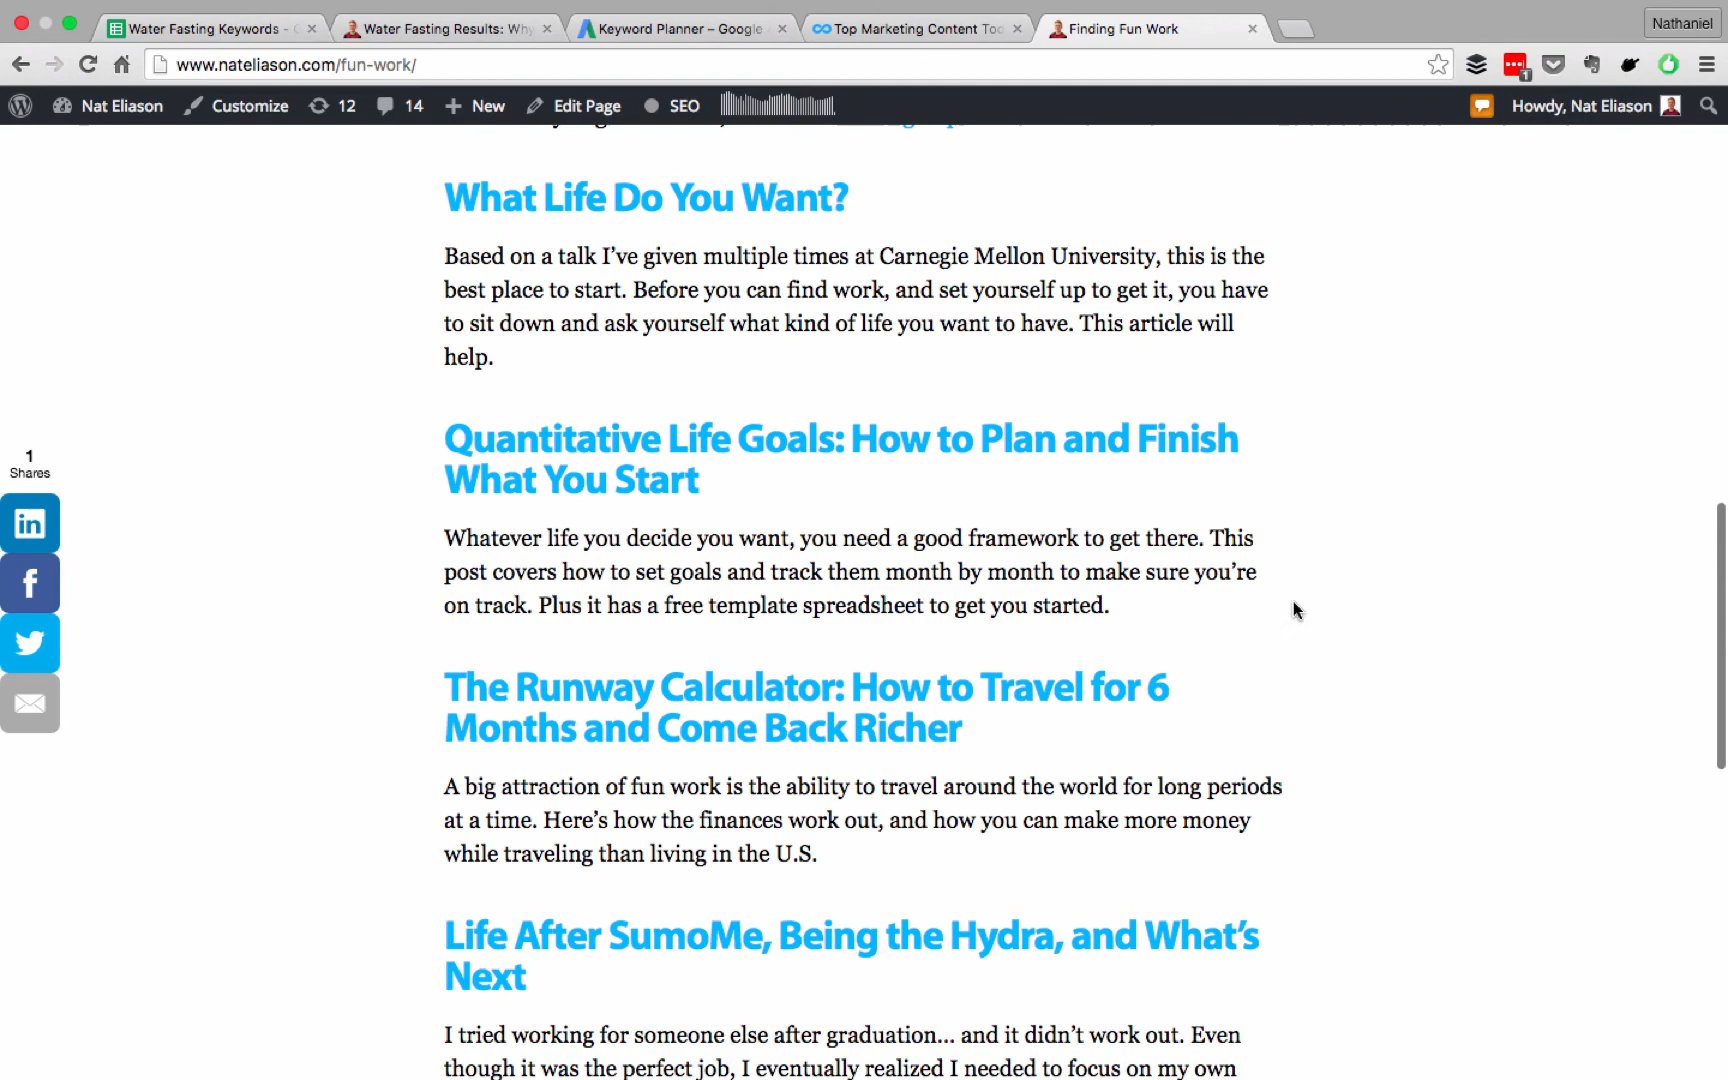 Water Fasting Keywords -
Water Fasting Results: Why
Keyword Planner – Google
Top Marketing Content Too
Finding Fun Work
Nathaniel
www.nateliason.com/fun-work/
1
Nat Eliason
Customize
12
14
New
Edit Page
SEO
Howdy, Nat Eliason
What Life Do You Want?
Based on a talk I’ve given multiple times at Carnegie Mellon University, this is the
best place to start. Before you can find work, and set yourself up to get it, you have
to sit down and ask yourself what kind of life you want to have. This article will
help.
Quantitative Life Goals: How to Plan and Finish
What You Start
1
Shares
in
f
Whatever life you decide you want, you need a good framework to get there. This
post covers how to set goals and track them month by month to make sure you’re
on track. Plus it has a free template spreadsheet to get you started.
The Runway Calculator: How to Travel for 6
Months and Come Back Richer
A big attraction of fun work is the ability to travel around the world for long periods
at a time. Here’s how the finances work out, and how you can make more money
while traveling than living in the U.S.
Life After SumoMe, Being the Hydra, and What’s
Next
I tried working for someone else after graduation… and it didn’t work out. Even
though it was the perfect job, I eventually realized I needed to focus on my own